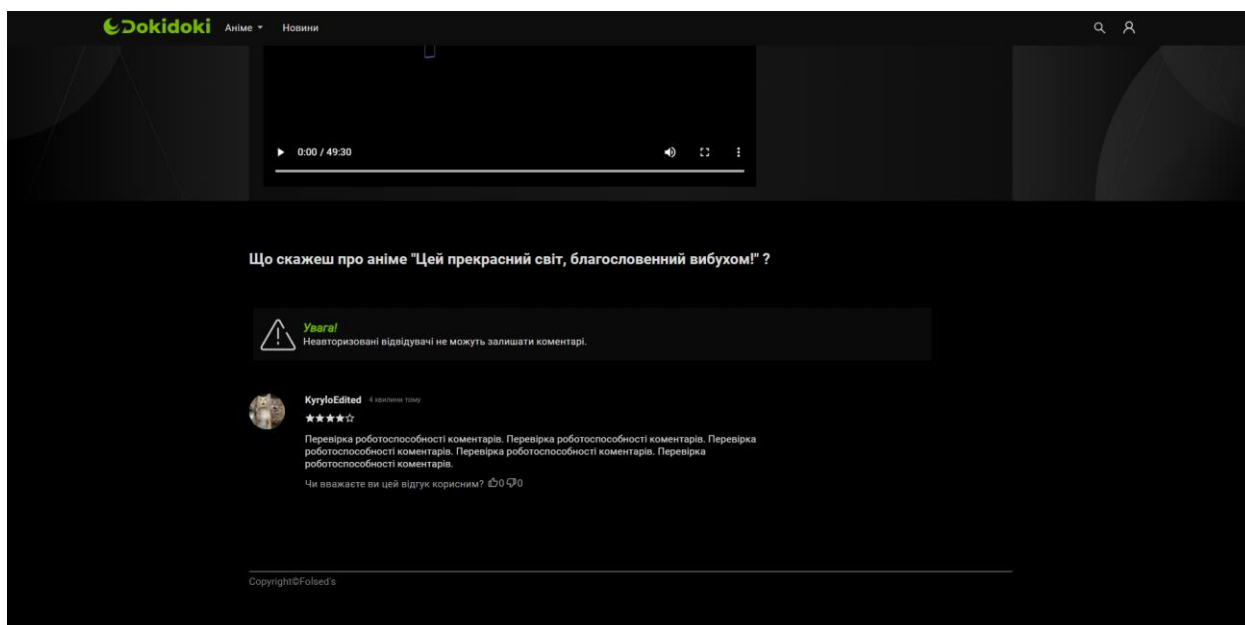 Dokidoki Аніме Новини
0:00 / 49:30
Що скажеш про аніме "Цей прекрасний світ, благословенний вибухом!" ?
Увага!
Неавторизовані відвідувачі не можуть залишати коментарі.
KyryloEdited 4 хвилини тому
Перевірка роботоспособності коментарів. Перевірка роботоспособності коментарів. Перевірка
роботоспособності коментарів. Перевірка роботоспособності коментарів. Перевірка
роботоспособності коментарів.
Чи вважаєте ви цей відгук корисним? 0 0
Copyright©Folsed's